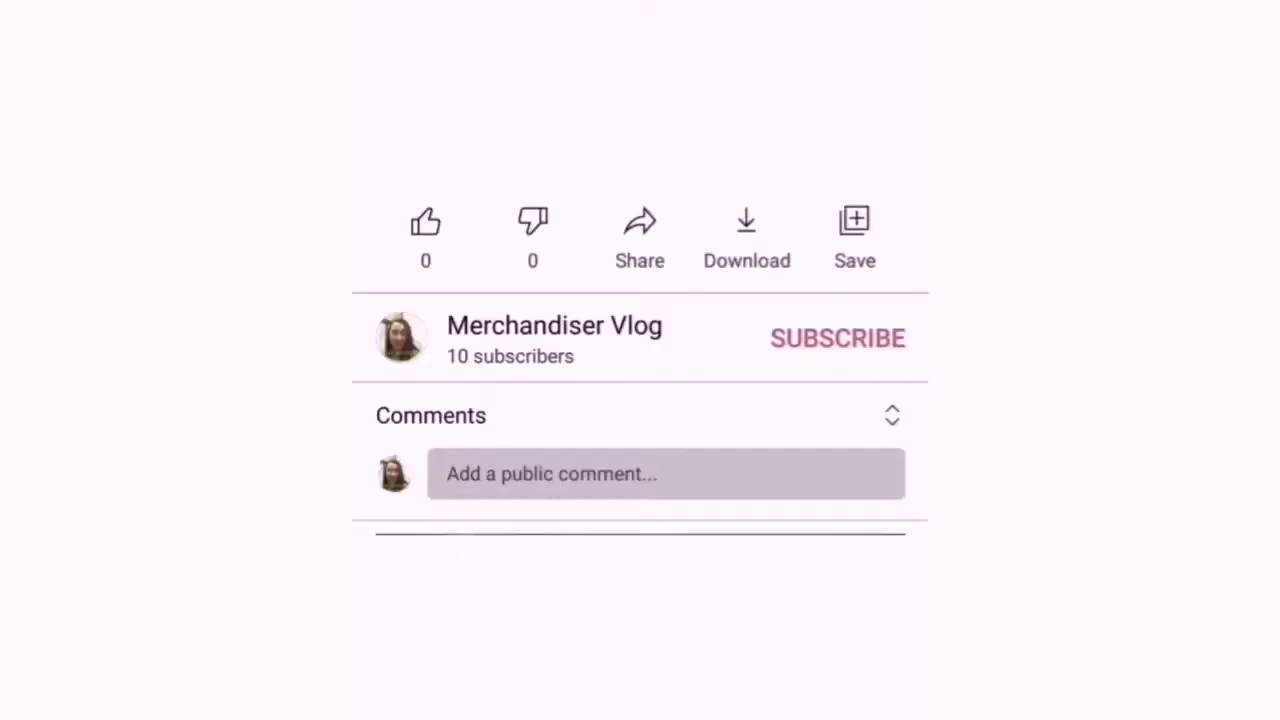 0 0 Share Download Save
Merchandiser Vlog
10 subscribers
SUBSCRIBE
Comments
Add a public comment...